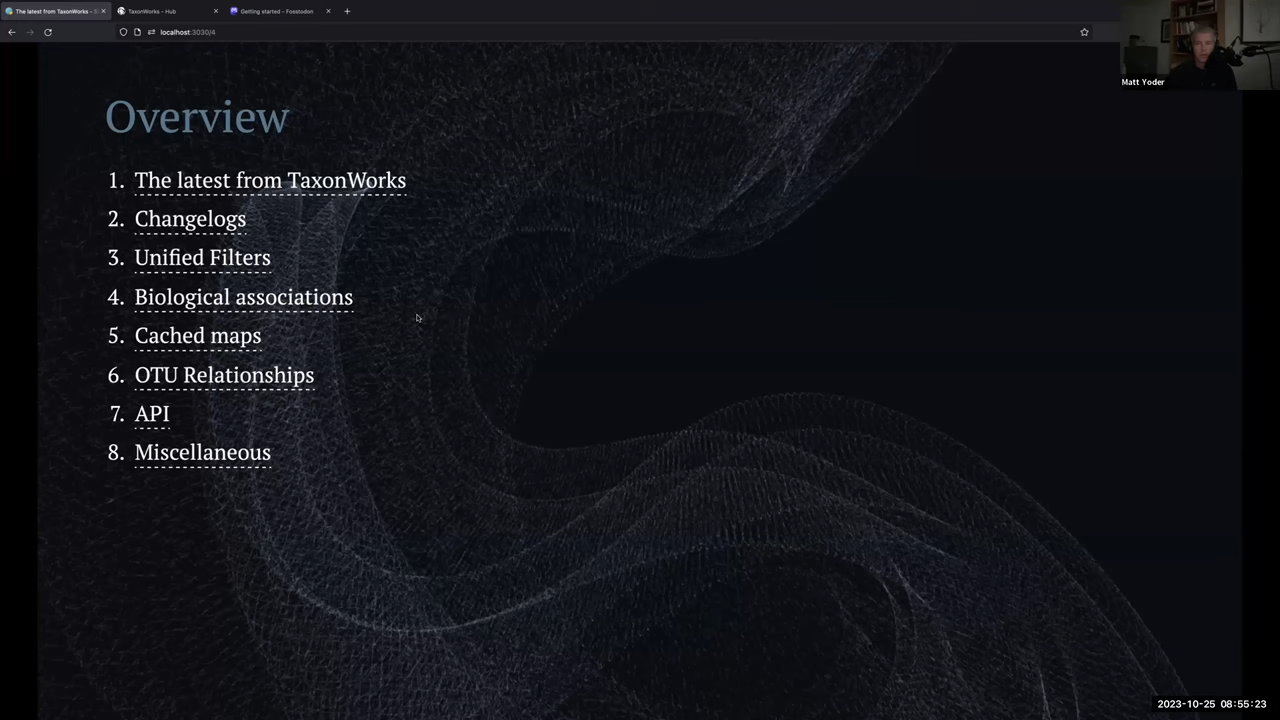 The latest from TaxonWorks - S
TaxonWorks - Hub
Getting started - Fosstodon
localhost:3030/4
Matt Yoder
Overview
1. The latest from TaxonWorks
2. Changelogs
3. Unified Filters
4. Biological associations
5. Cached maps
6. OTU Relationships
7. API
8. Miscellaneous
2023-10-25 08:55:23